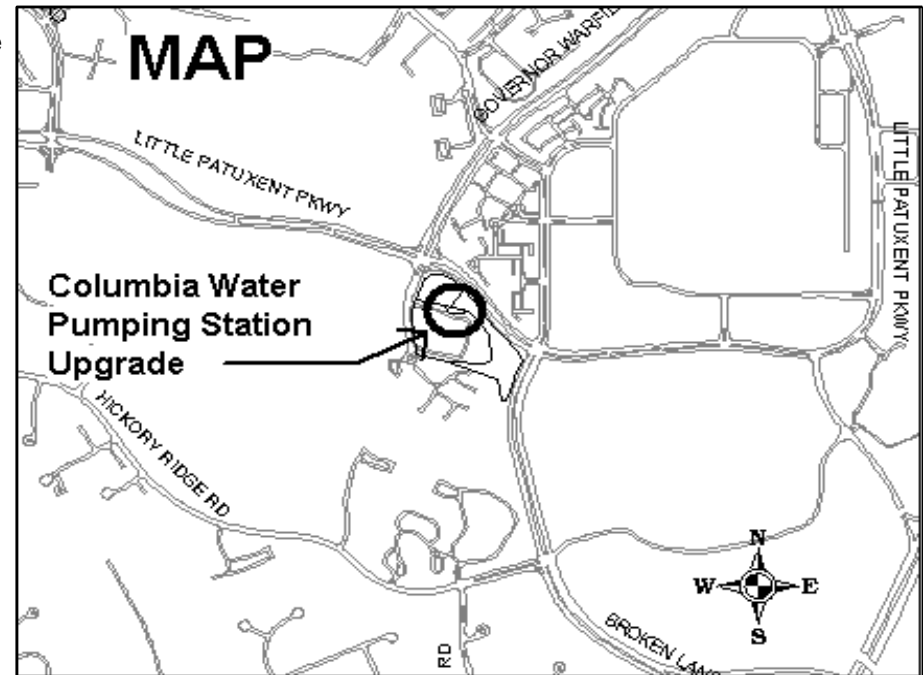 MAP
GOVERNOR WARFI
LITTLE PATUXENT PKWY
LITTLE PATUXENT PKWY
Columbia Water
Pumping Station
Upgrade
HICKORY RIDGE RD
N
W E
S
BROKEN LAN
RD